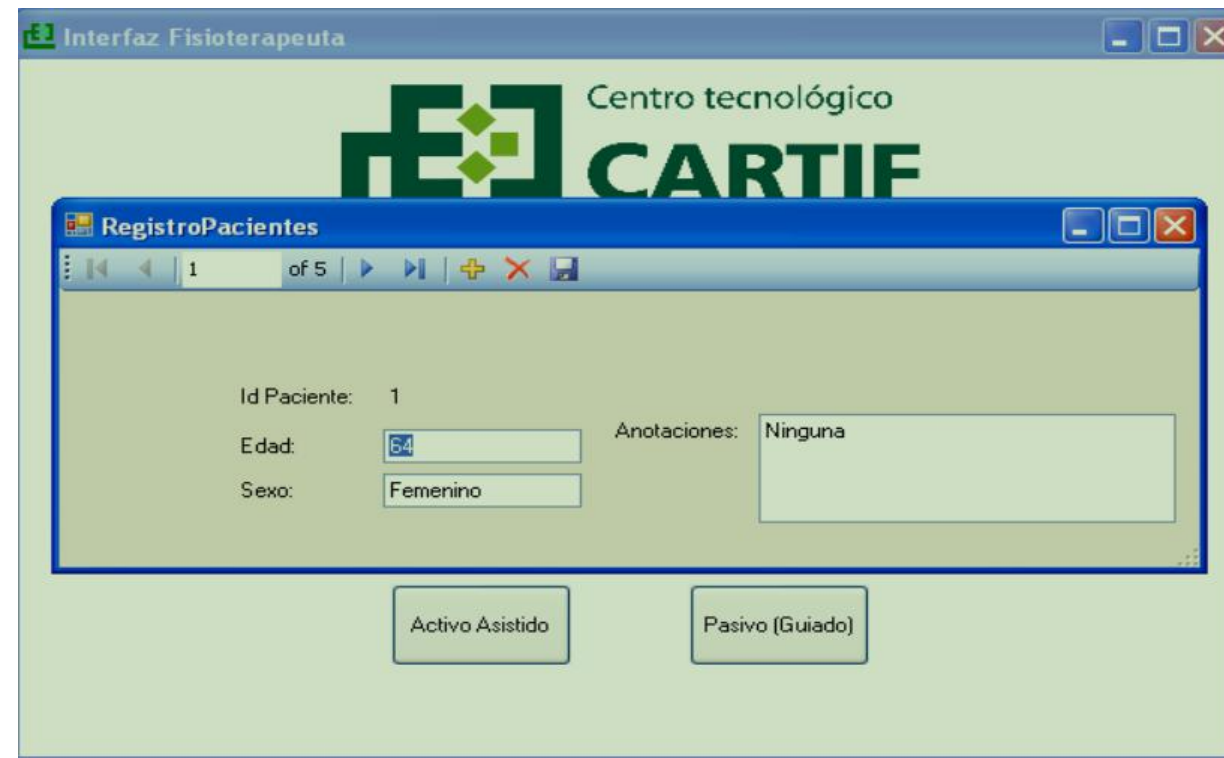 Interfaz Fisioterapeuta
Centro tecnológico
CARTIF
RegistroPacientes
1 of 5
Id Paciente: 1
Edad: 64
Sexo: Femenino
Anotaciones: Ninguna
Activo Asistido
Pasivo (Guiado)